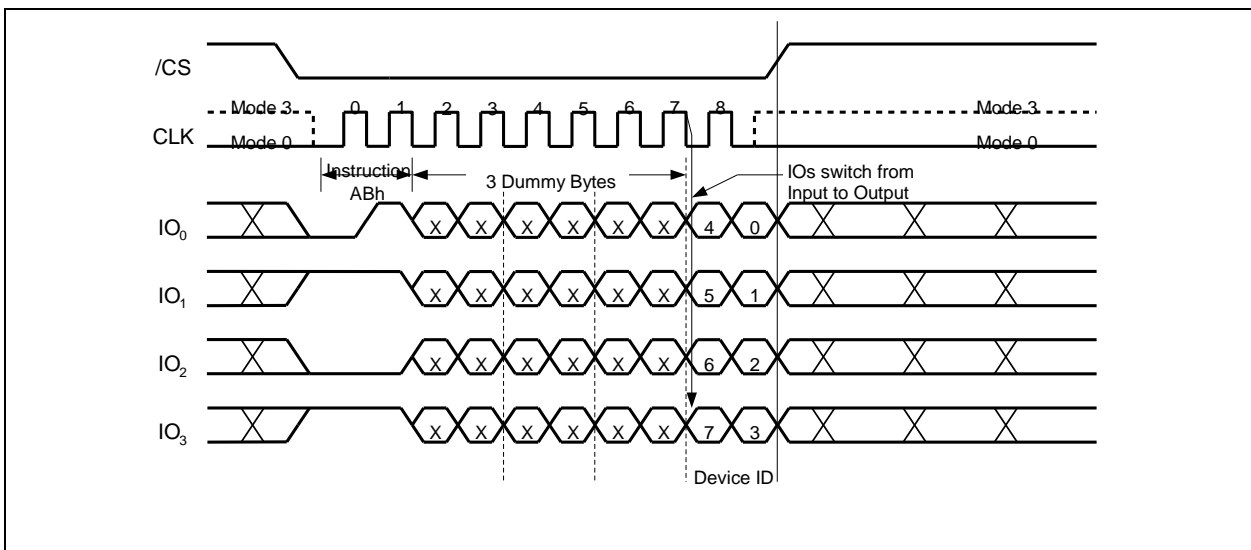 /CS
Mode 3 0 1 2 3 4 5 6 7 8 Mode 3
CLK Mode 0 Mode 0
Instruction
ABh
3 Dummy Bytes
IOs switch from
Input to Output
IO0 X X X X X X 4 0
IO1 X X X X X X 5 1
IO2 X X X X X X 6 2
IO3 X X X X X X 7 3
Device ID